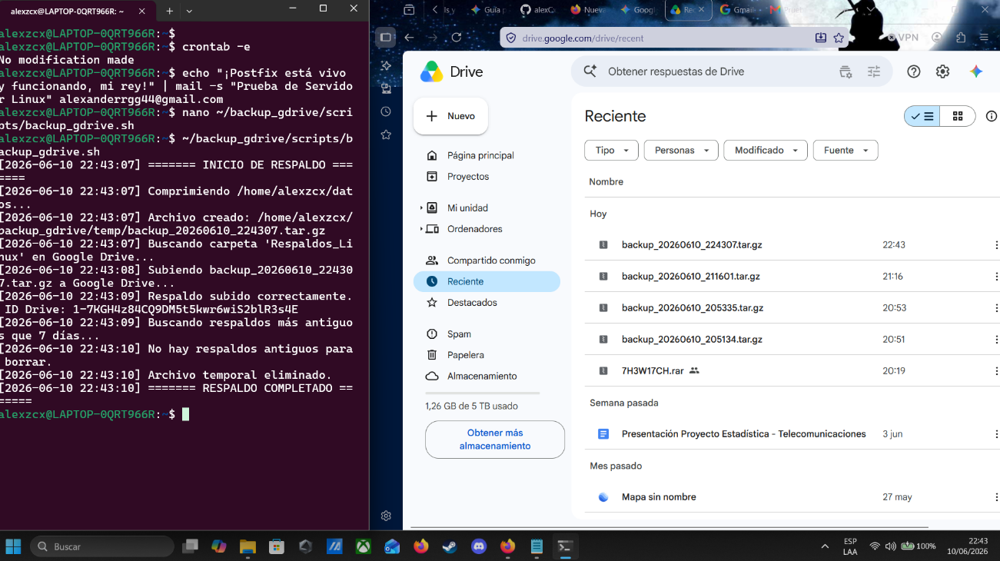 alexzcx@LAPTOP-0QRT966R: ~
alexzcx@LAPTOP-0QRT966R:~$
alexzcx@LAPTOP-0QRT966R:~$ crontab -e
No modification made
alexzcx@LAPTOP-0QRT966R:~$ echo "¡Postfix está vivo
y funcionando, mi rey!" | mail -s "Prueba de Servido
r Linux" alexanderrgg44@gmail.com
alexzcx@LAPTOP-0QRT966R:~$ nano ~/backup_gdrive/scri
pts/backup_gdrive.sh
alexzcx@LAPTOP-0QRT966R:~$ ~/backup_gdrive/scripts/b
ackup_gdrive.sh
[2026-06-10 22:43:07] ======= INICIO DE RESPALDO ===
====
[2026-06-10 22:43:07] Comprimiendo /home/alexzcx/dat
os...
[2026-06-10 22:43:07] Archivo creado: /home/alexzcx/
backup_gdrive/temp/backup_20260610_224307.tar.gz
[2026-06-10 22:43:07] Buscando carpeta 'Respaldos_Li
nux' en Google Drive...
[2026-06-10 22:43:08] Subiendo backup_20260610_22430
7.tar.gz a Google Drive...
[2026-06-10 22:43:09] Respaldo subido correctamente.
ID Drive: 1-7KGH4z84CQ9DM5t5kwr6wiS2blR3s4E
[2026-06-10 22:43:09] Buscando respaldos más antiguo
s que 7 días...
[2026-06-10 22:43:10] No hay respaldos antiguos para
borrar.
[2026-06-10 22:43:10] Archivo temporal eliminado.
[2026-06-10 22:43:10] ======= RESPALDO COMPLETADO ==
=====
alexzcx@LAPTOP-0QRT966R:~$
Is y
Guía p
alexC
Nuev
Goog
Rec
Gmail
drive.google.com/drive/recent
VPN
Drive
Obtener respuestas de Drive
Nuevo
Página principal
Proyectos
Mi unidad
Ordenadores
Compartido conmigo
Reciente
Destacados
Spam
Papelera
Almacenamiento
1,26 GB de 5 TB usado
Obtener más
almacenamiento
Reciente
Tipo Personas Modificado Fuente
Nombre
Hoy
backup_20260610_224307.tar.gz 22:43
backup_20260610_211601.tar.gz 21:16
backup_20260610_205335.tar.gz 20:53
backup_20260610_205134.tar.gz 20:51
7H3W17CH.rar 20:19
Semana pasada
Presentación Proyecto Estadística - Telecomunicaciones 3 jun
Mes pasado
Mapa sin nombre 27 may
Buscar
ESP
LAA
100%
22:43
10/06/2026